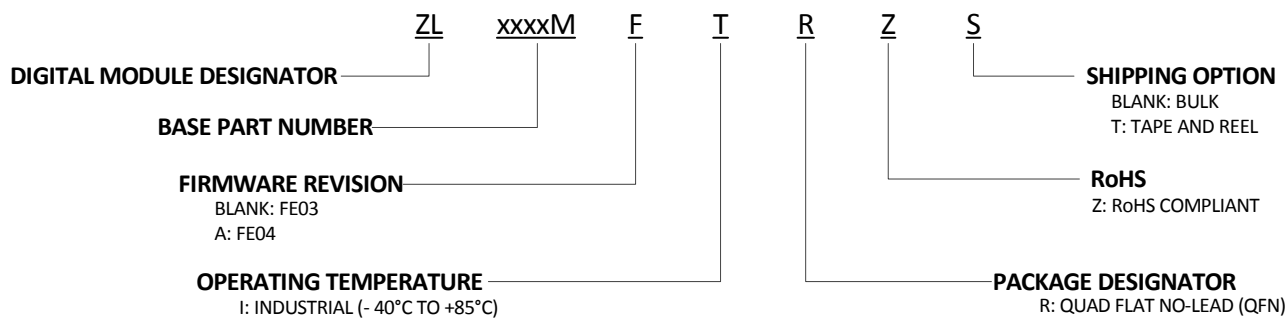 ZL xxxxM F T R Z S
DIGITAL MODULE DESIGNATOR
BASE PART NUMBER
FIRMWARE REVISION
BLANK: FE03
A: FE04
OPERATING TEMPERATURE
I: INDUSTRIAL (- 40°C TO +85°C)
SHIPPING OPTION
BLANK: BULK
T: TAPE AND REEL
RoHS
Z: RoHS COMPLIANT
PACKAGE DESIGNATOR
R: QUAD FLAT NO-LEAD (QFN)